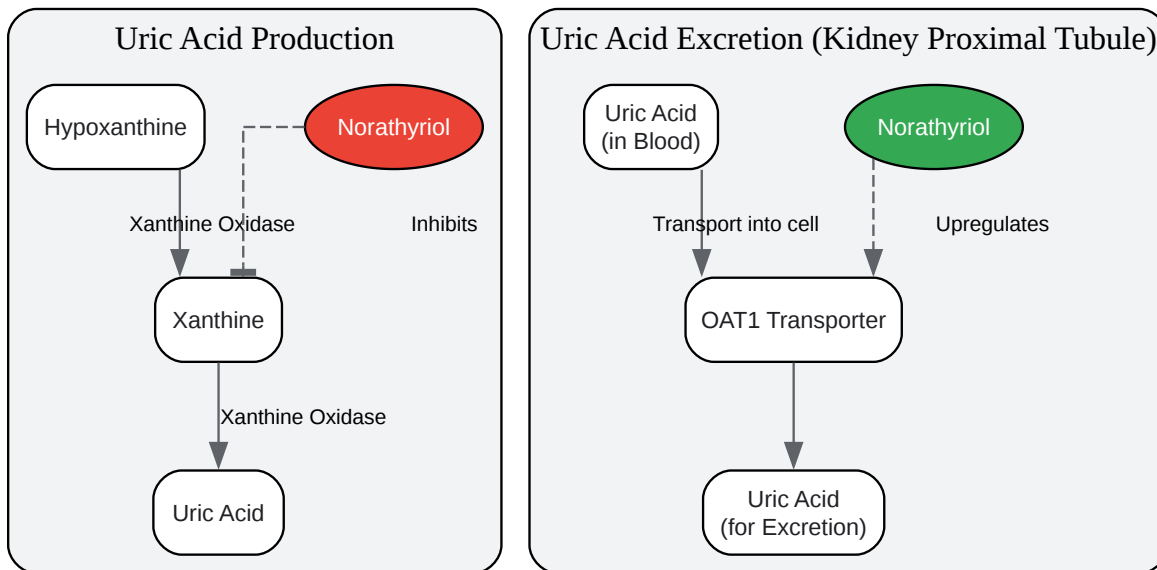 Uric Acid Production
Hypoxanthine
Norathyriol
Xanthine Oxidase
Inhibits
Xanthine
Xanthine Oxidase
Uric Acid
Uric Acid Excretion (Kidney Proximal Tubule)
Uric Acid
(in Blood)
Norathyriol
Transport into cell
Upregulates
OAT1 Transporter
Uric Acid
(for Excretion)